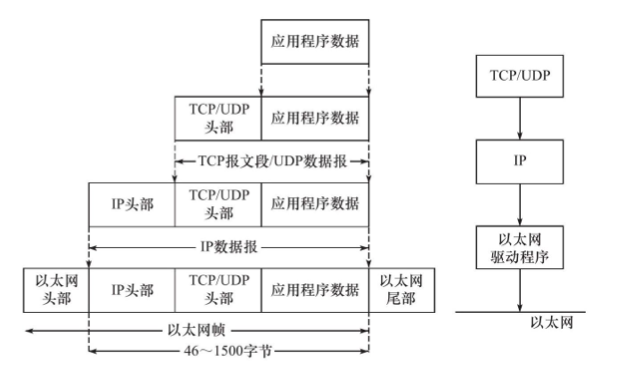 应用程序数据
TCP/UDP
头部
应用程序数据
TCP报文段/UDP数据报
IP头部
TCP/UDP
头部
应用程序数据
IP数据报
以太网
头部
IP头部
TCP/UDP
头部
应用程序数据
以太网
尾部
以太网帧
46~1500字节
TCP/UDP
IP
以太网
驱动程序
以太网